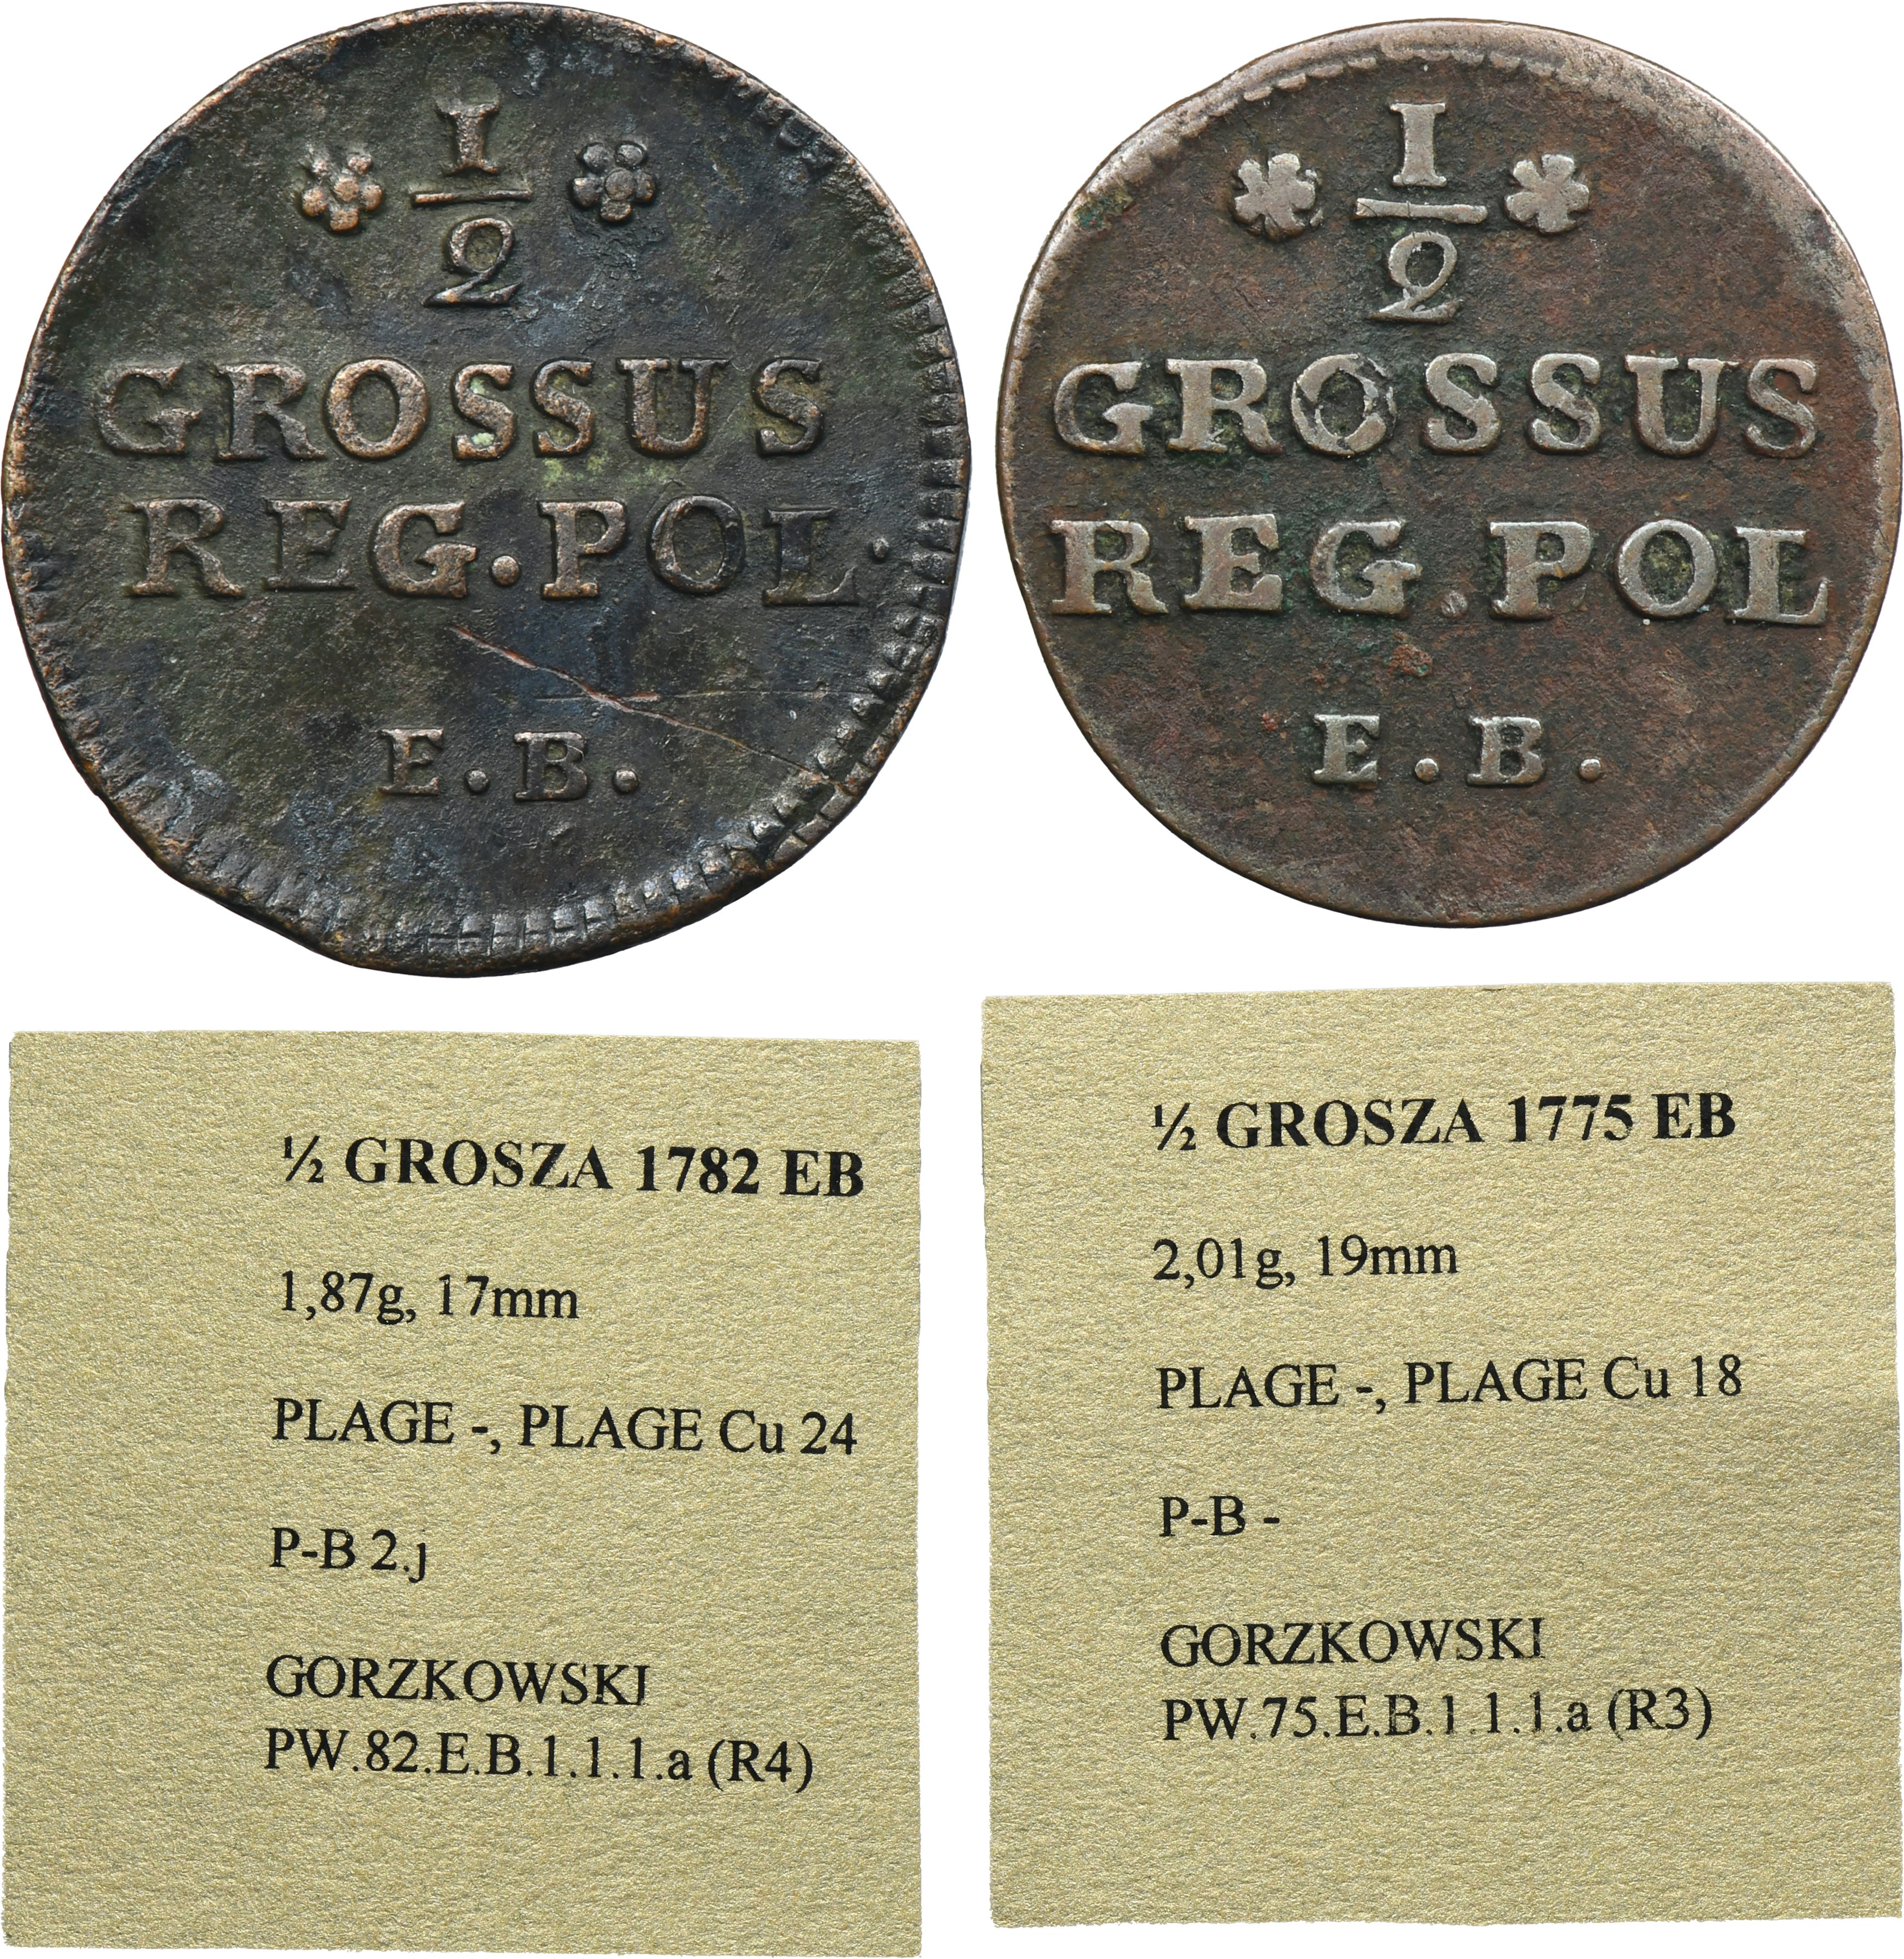 1
2
GROSSUS
REG.POL.
E.B.
1
2
GROSSUS
REG.POL
E.B.
½ GROSZA 1782 EB
1,87g, 17mm
PLAGE -, PLAGE Cu 24
P-B 2.j
GORZKOWSKI
PW.82.E.B.1.1.1.a (R4)
½ GROSZA 1775 EB
2,01g, 19mm
PLAGE -, PLAGE Cu 18
P-B -
GORZKOWSKI
PW.75.E.B.1.1.1.a (R3)